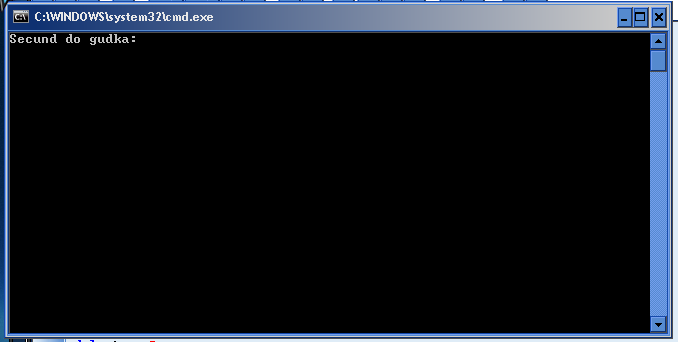 C:\WINDOWS\system32\cmd.exe
Secund do gudka: